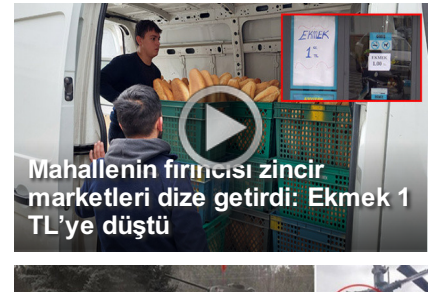 EKMEK
1
EKMEK
1.00
Mahallenin fırıncısı zincir
marketleri dize getirdi: Ekmek 1
TL'ye düştü